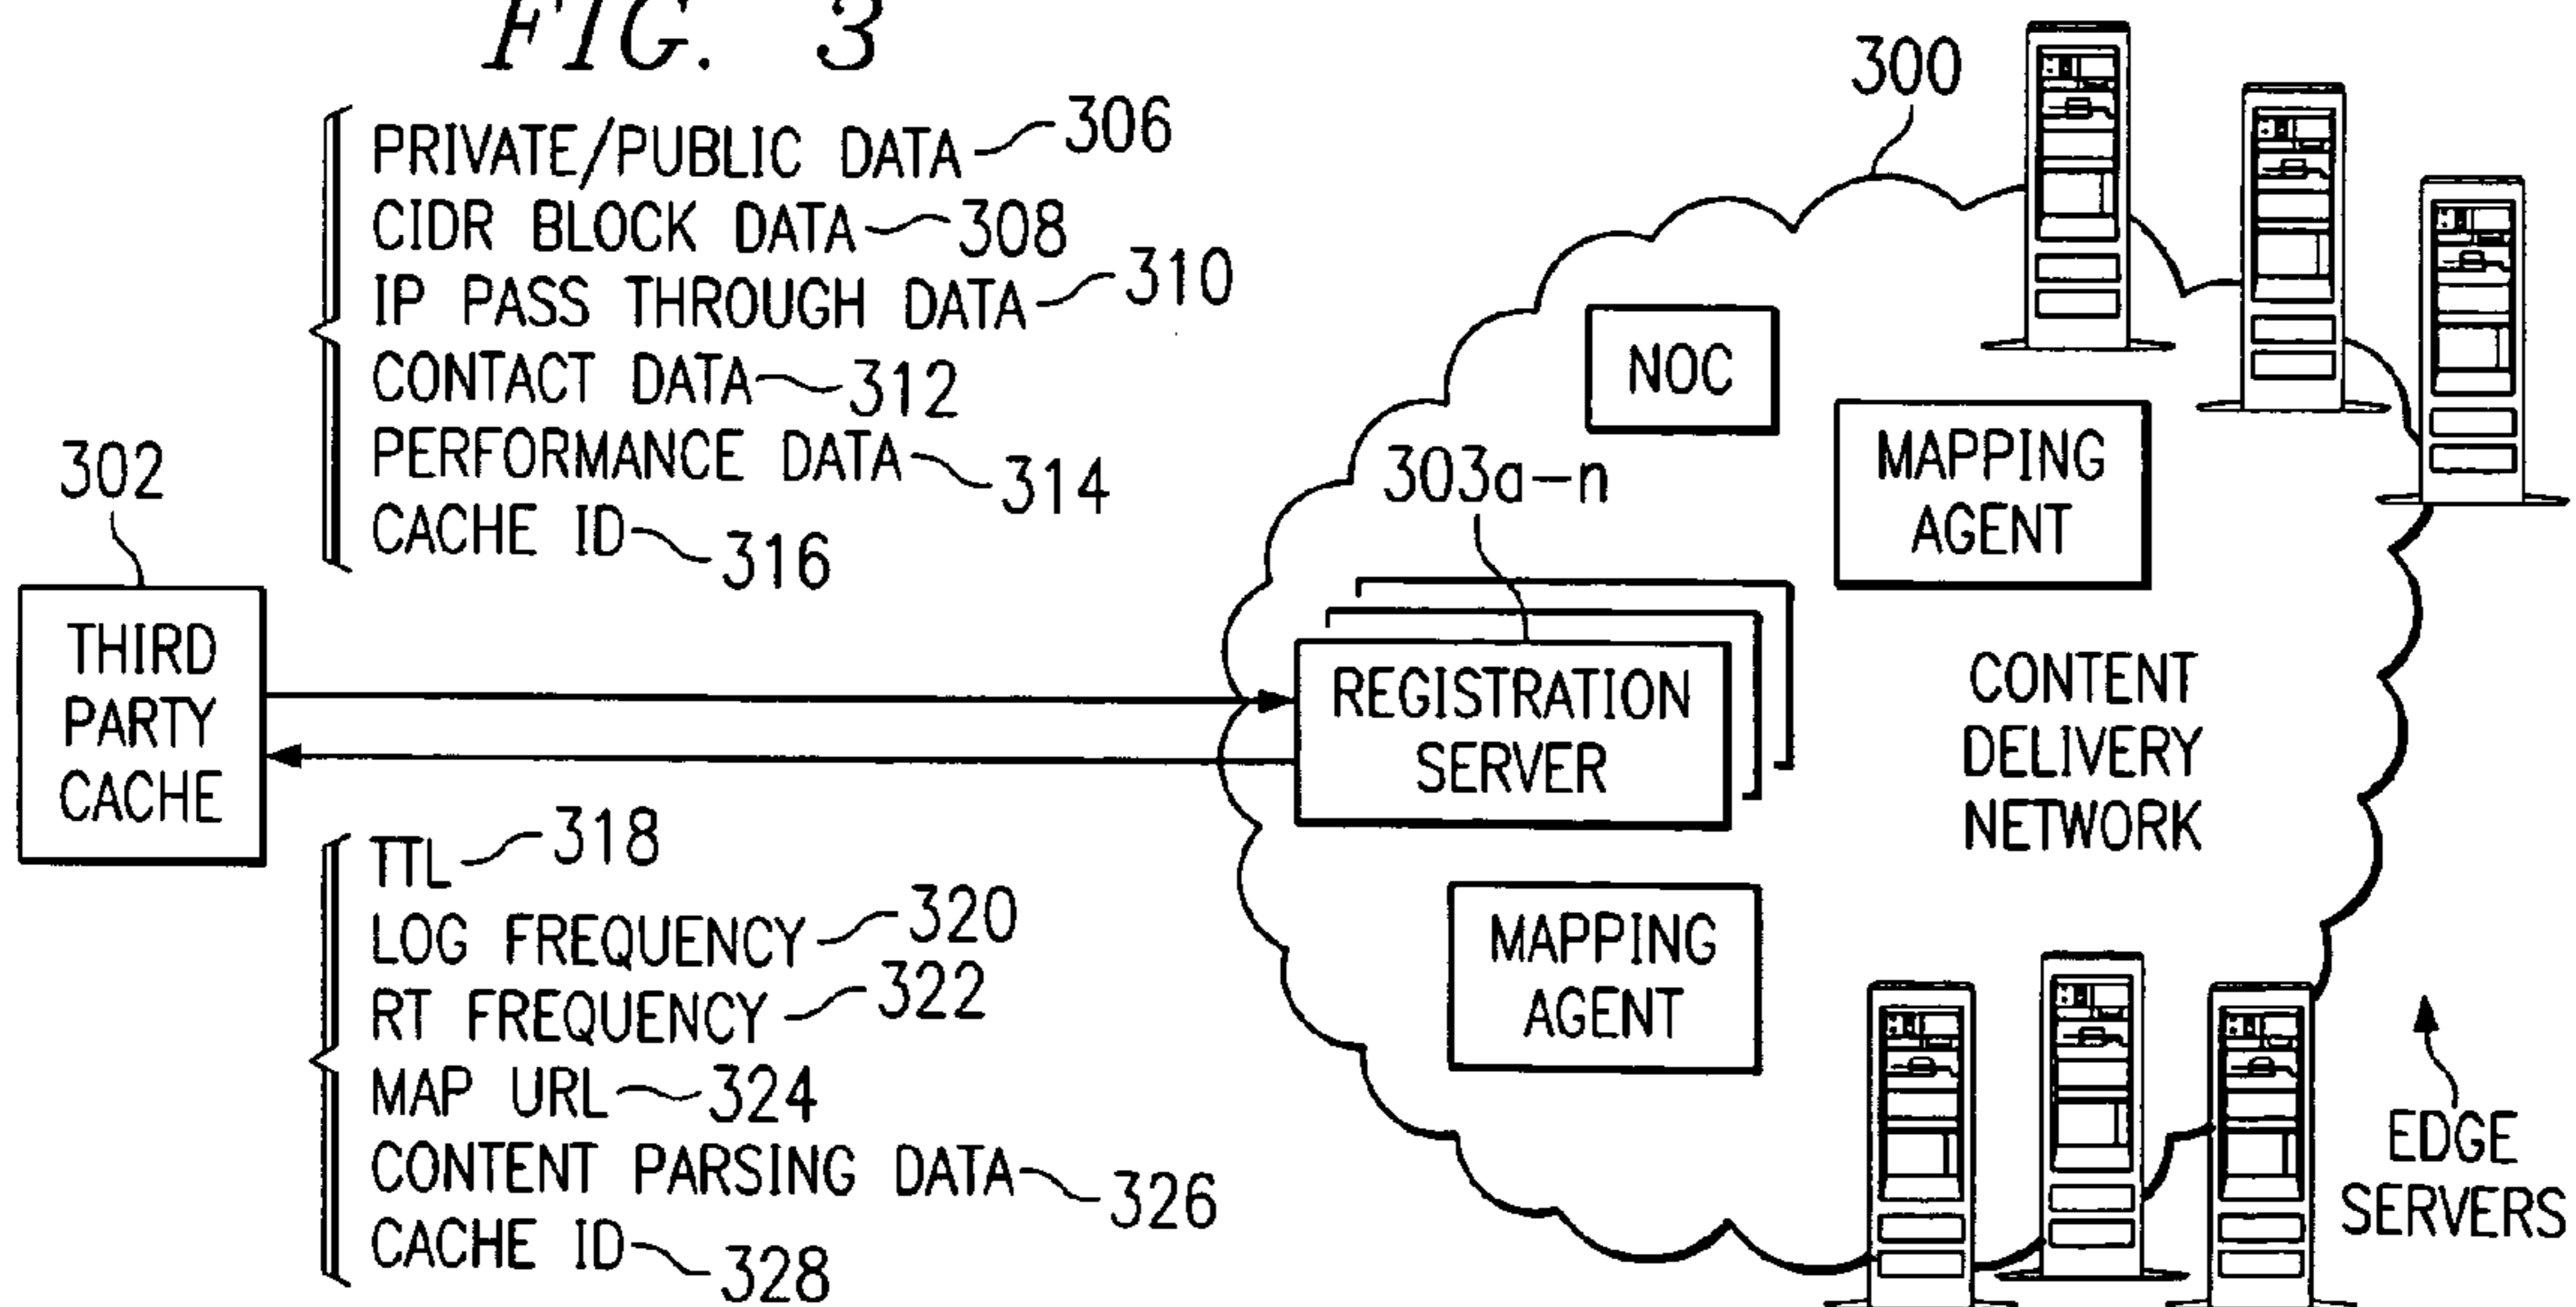 FIG. 3
PRIVATE/PUBLIC DATA 306
CIDR BLOCK DATA 308
IP PASS THROUGH DATA 310
CONTACT DATA 312
PERFORMANCE DATA 314
CACHE ID 316
302
THIRD
PARTY
CACHE
TTL 318
LOG FREQUENCY 320
RT FREQUENCY 322
MAP URL 324
CONTENT PARSING DATA 326
CACHE ID 328
300
NOC
MAPPING
AGENT
303a-n
REGISTRATION
SERVER
CONTENT
DELIVERY
NETWORK
MAPPING
AGENT
EDGE
SERVERS